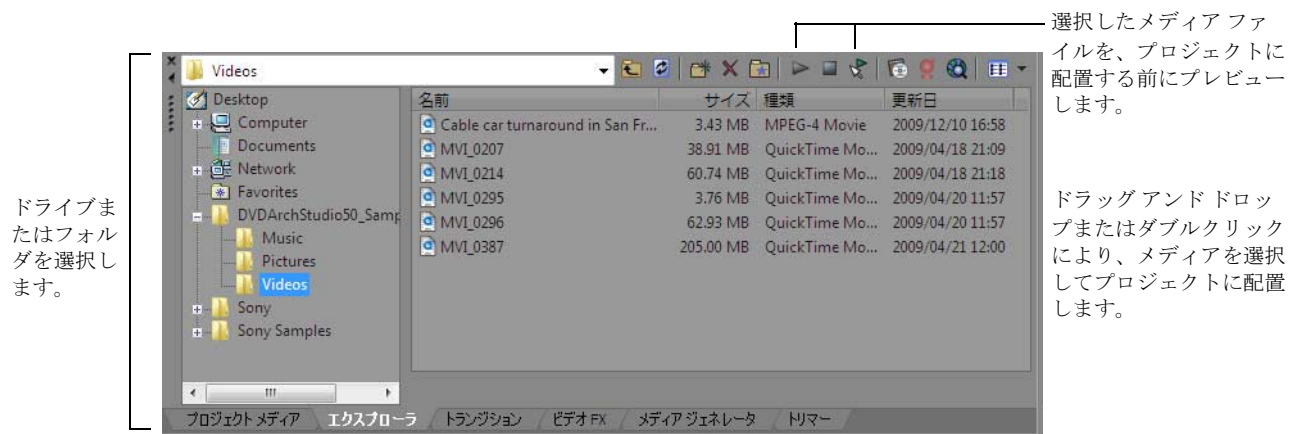 選択したメディア ファ
イルを、プロジェクトに
配置する前にプレビュー
します。
Videos
Desktop
Computer
Documents
Network
Favorites
DVDArchStudio50_Samp
Music
Pictures
Videos
Sony
Sony Samples
名前 サイズ 種類 更新日
Cable car turnaround in San Fr... 3.43 MB MPEG-4 Movie 2009/12/10 16:58
MVI_0207 38.91 MB QuickTime Mo... 2009/04/18 21:09
MVI_0214 60.74 MB QuickTime Mo... 2009/04/18 21:18
MVI_0295 3.76 MB QuickTime Mo... 2009/04/20 11:57
MVI_0296 62.93 MB QuickTime Mo... 2009/04/20 11:57
MVI_0387 205.00 MB QuickTime Mo... 2009/04/21 12:00
ドライブま
たはフォル
ダを選択し
ます。
ドラッグ アンド ドロッ
プまたはダブルクリック
により、メディアを選択
してプロジェクトに配置
します。
プロジェクト メディア エクスプローラ トランジション ビデオ FX メディア ジェネレータ トリマー